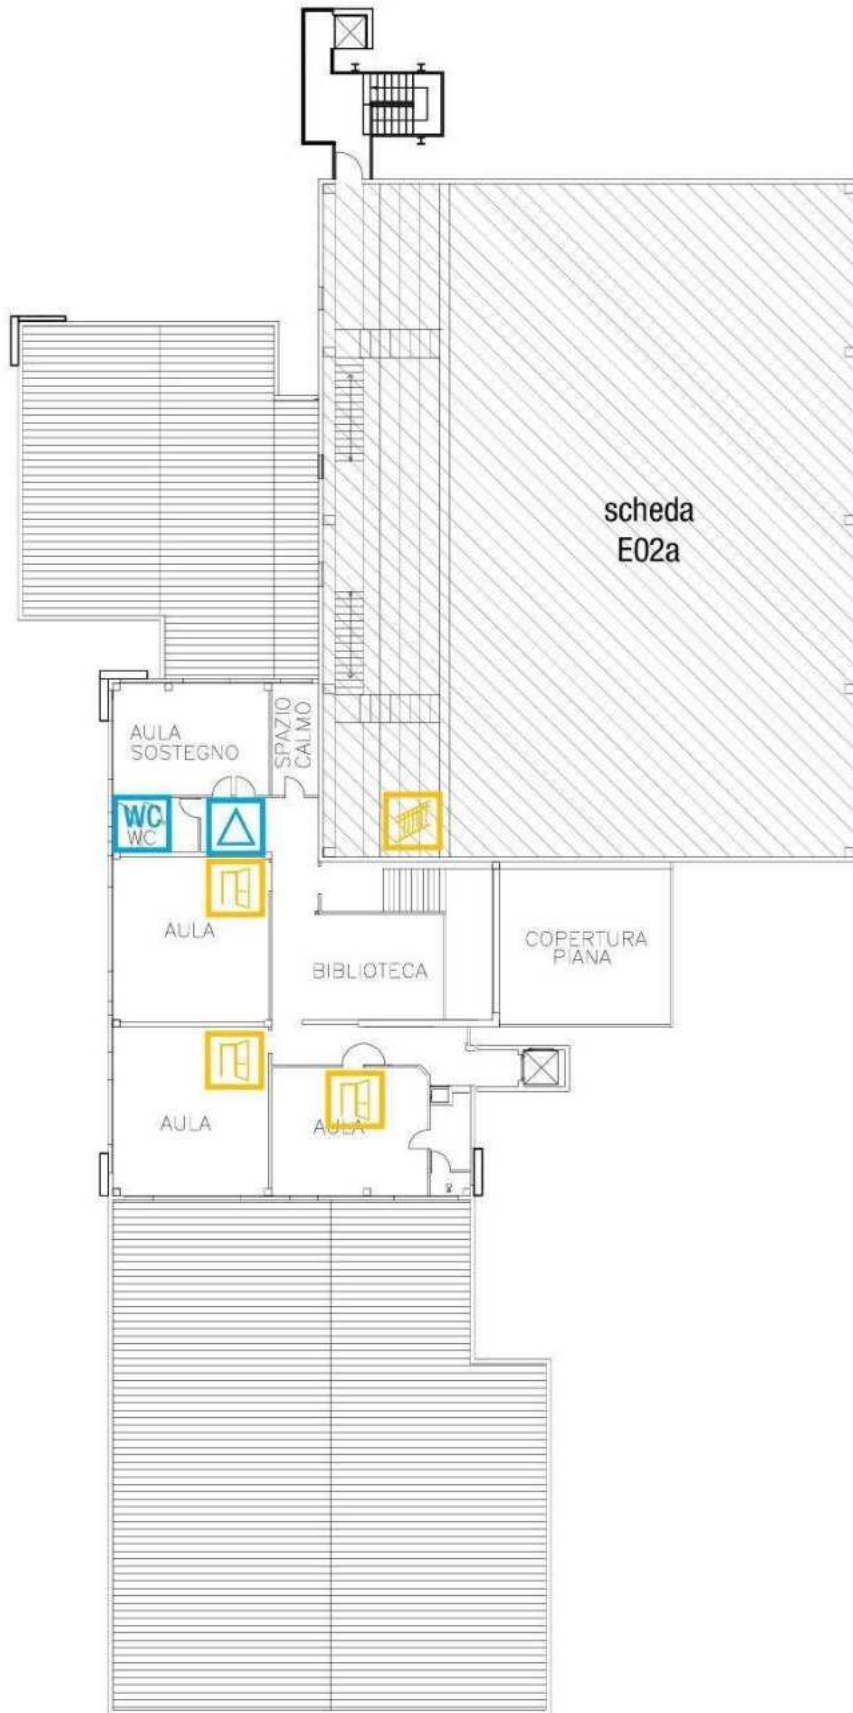 scheda
E02a
AULA
SOSTEGNO
SPAZIO
CALMO
WC
WC
AULA
BIBLIOTECA
COPERTURA
PIANA
AULA
AULA